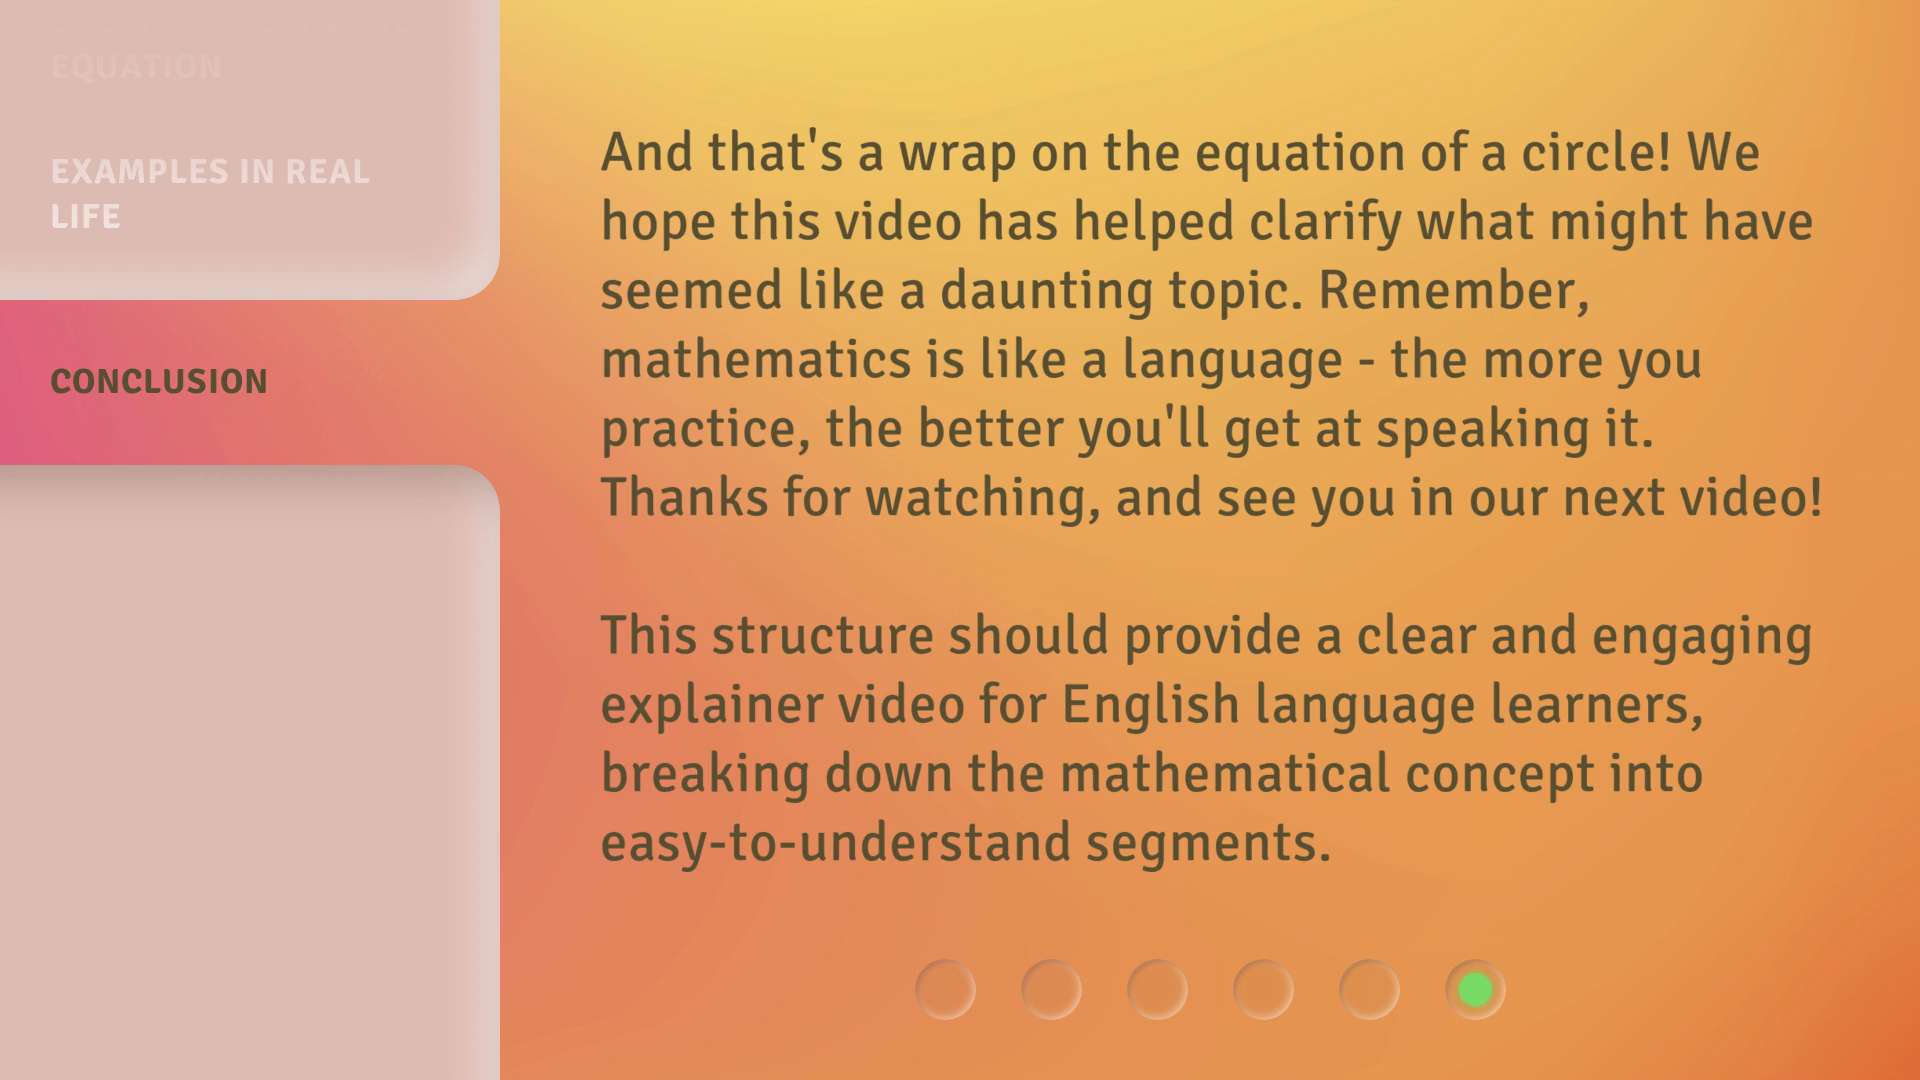 BREAKING DOWN THE
EQUATION
EXAMPLES IN REAL
LIFE
CONCLUSION
And that's a wrap on the equation of a circle! We
hope this video has helped clarify what might have
seemed like a daunting topic. Remember,
mathematics is like a language - the more you
practice, the better you'll get at speaking it.
Thanks for watching, and see you in our next video!
This structure should provide a clear and engaging
explainer video for English language learners,
breaking down the mathematical concept into
easy-to-understand segments.